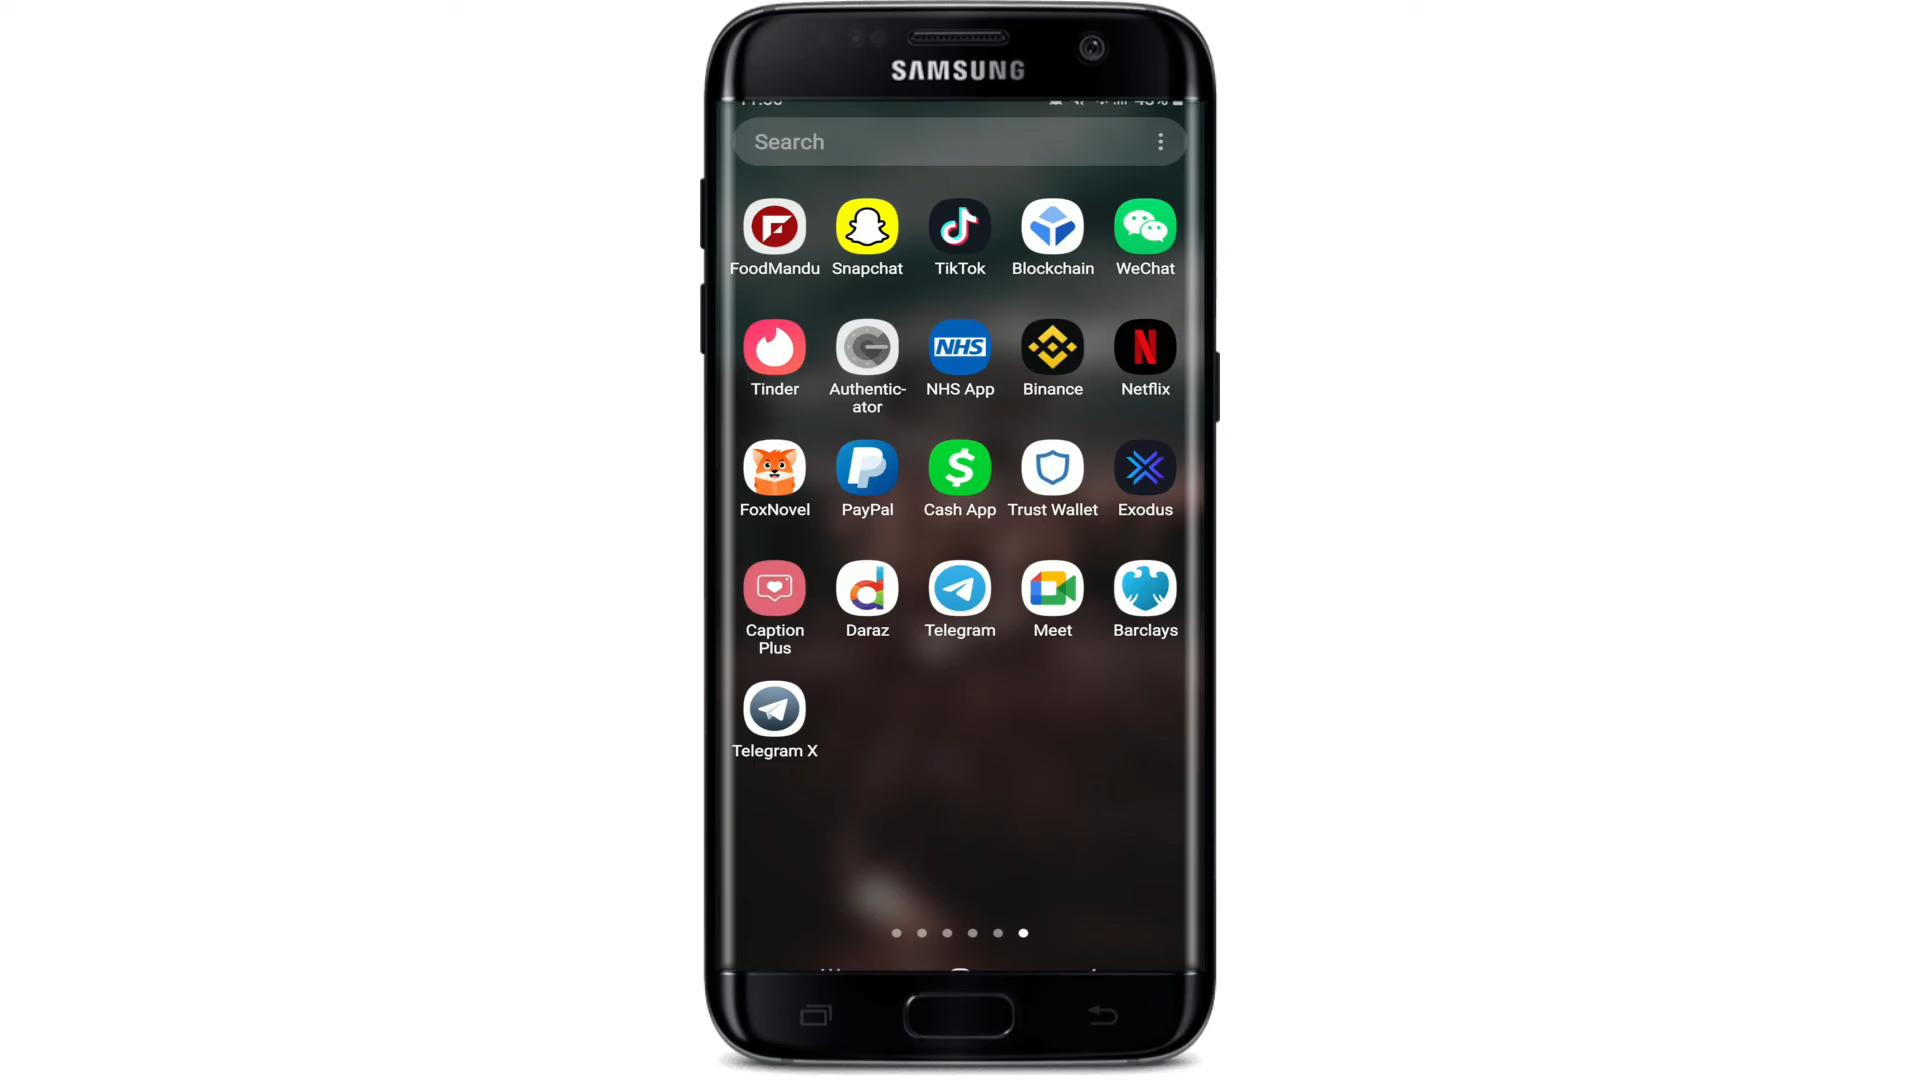 SAMSUNG
Search
FoodMandu Snapchat TikTok Blockchain WeChat
NHS
N
Tinder Authentic- NHS App Binance Netflix
ator
FoxNovel PayPal Cash App Trust Wallet Exodus
Caption Daraz Telegram Meet Barclays
Plus
Telegram X